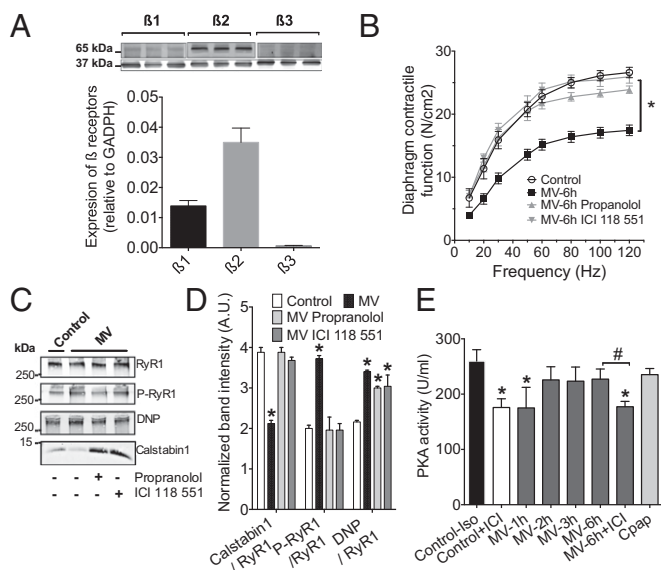 A
ß1 ß2 ß3
65 kDa
37 kDa
Expresion of ß receptors
(relative to GADPH)
0.05
0.04
0.03
0.02
0.01
0.00
ß1 ß2 ß3
B
Diaphragm contractile
function (N/cm2)
30
20
10
0
0 20 40 60 80 100 120
Frequency (Hz)
*
Control
MV-6h
MV-6h Propanolol
MV-6h ICI 118 551
C
Control MV
kDa
250 RyR1
250 P-RyR1
250 DNP
15 Calstabin1
- - + - Propranolol
- - - + ICI 118 551
D
Control MV
MV Propranolol
MV ICI 118 551
Normalized band intensity (A.U.)
5
4
3
2
1
0
* * * * *
Calstabin1
/ RyR1
P-RyR1
/RyR1
DNP
/ RyR1
E
PKA activity (U/ml)
400
300
200
100
0
* * # *
Control-Iso
Control+ICI
MV-1h
MV-2h
MV-3h
MV-6h
MV-6h+ICI
Cpap